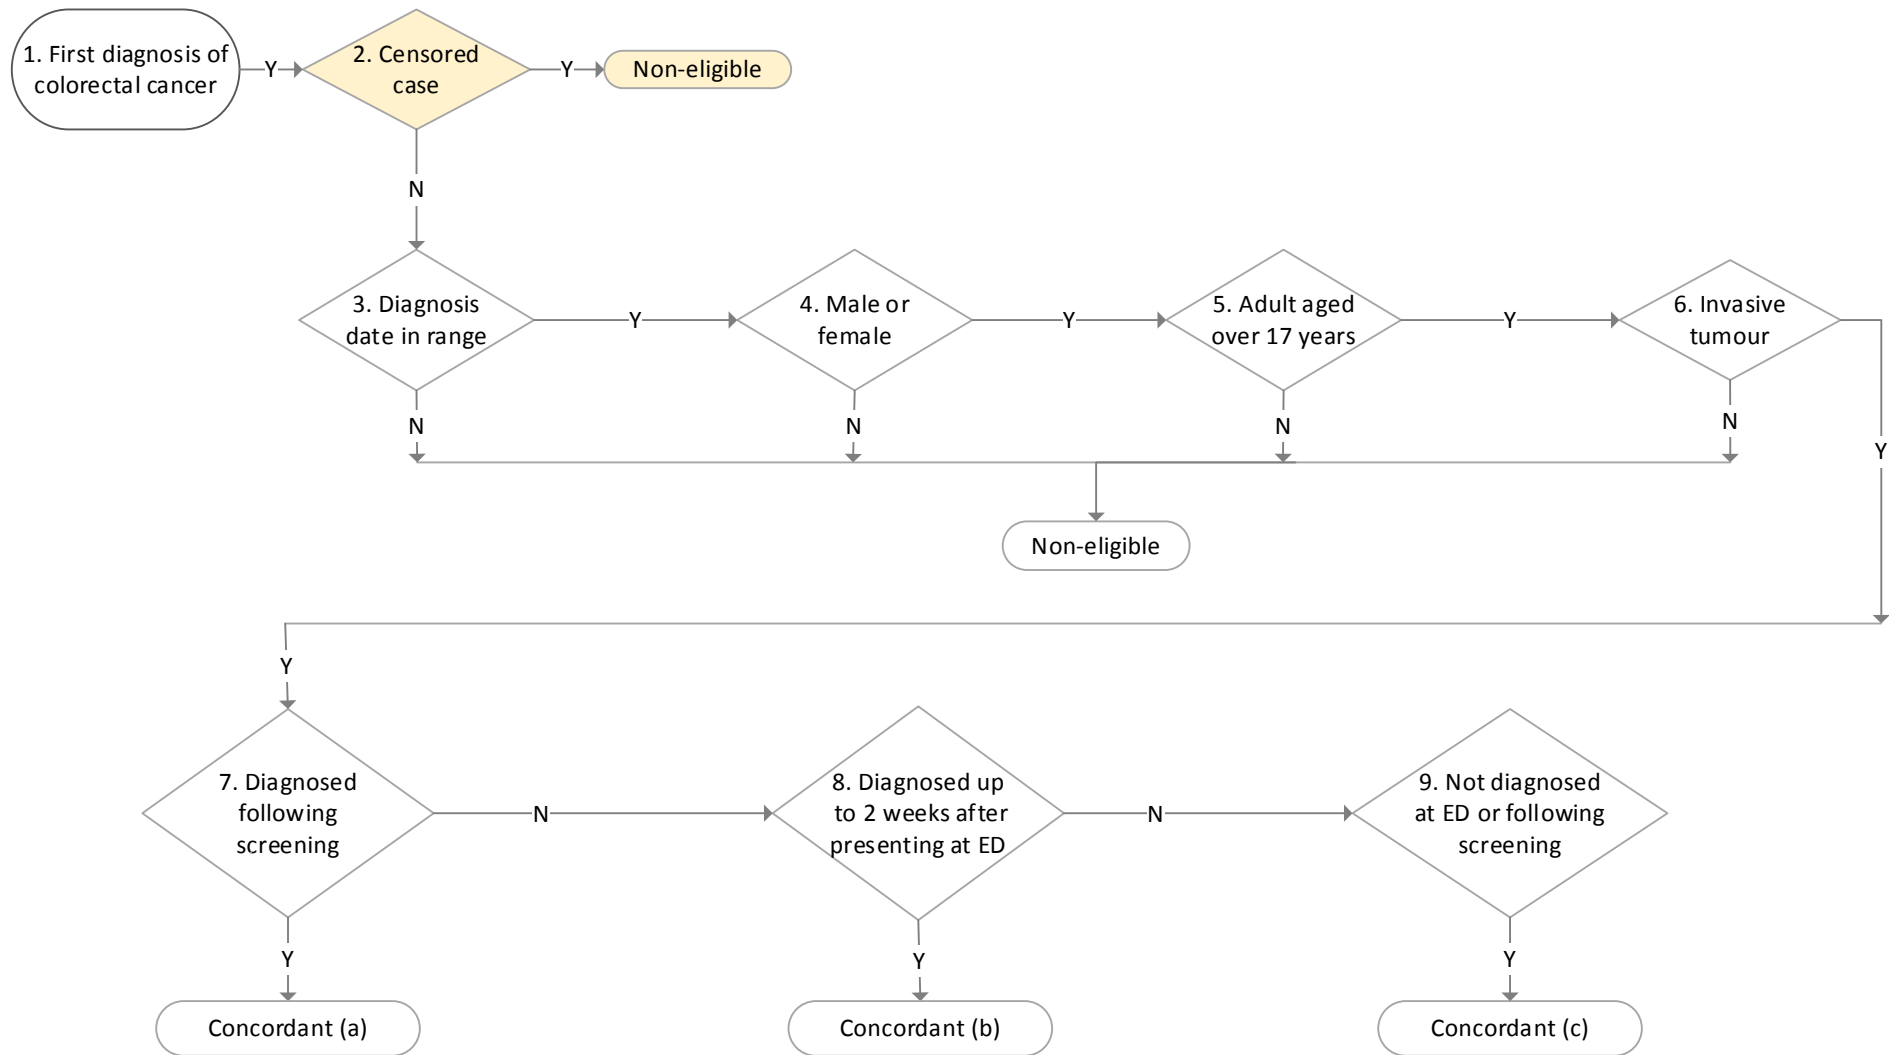 1. First diagnosis of
colorectal cancer
Y
2. Censored
case
Y
Non-eligible
N
3. Diagnosis
date in range
Y
4. Male or
female
Y
5. Adult aged
over 17 years
Y
6. Invasive
tumour
N
N
N
N
Y
Non-eligible
Y
7. Diagnosed
following
screening
N
8. Diagnosed up
to 2 weeks after
presenting at ED
N
9. Not diagnosed
at ED or following
screening
Y
Y
Y
Concordant (a)
Concordant (b)
Concordant (c)